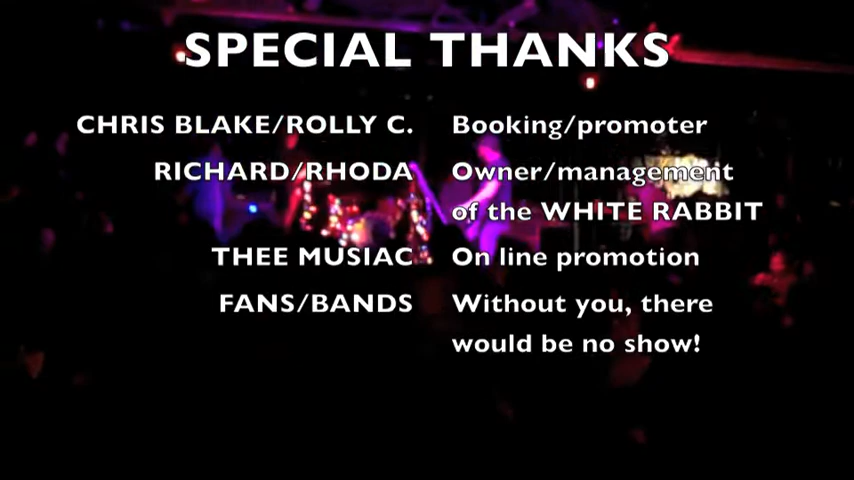 SPECIAL THANKS
CHRIS BLAKE/ROLLY C. Booking/promoter
RICHARD/RHODA Owner/management
of the WHITE RABBIT
THEE MUSIAC On line promotion
FANS/BANDS Without you, there
would be no show!